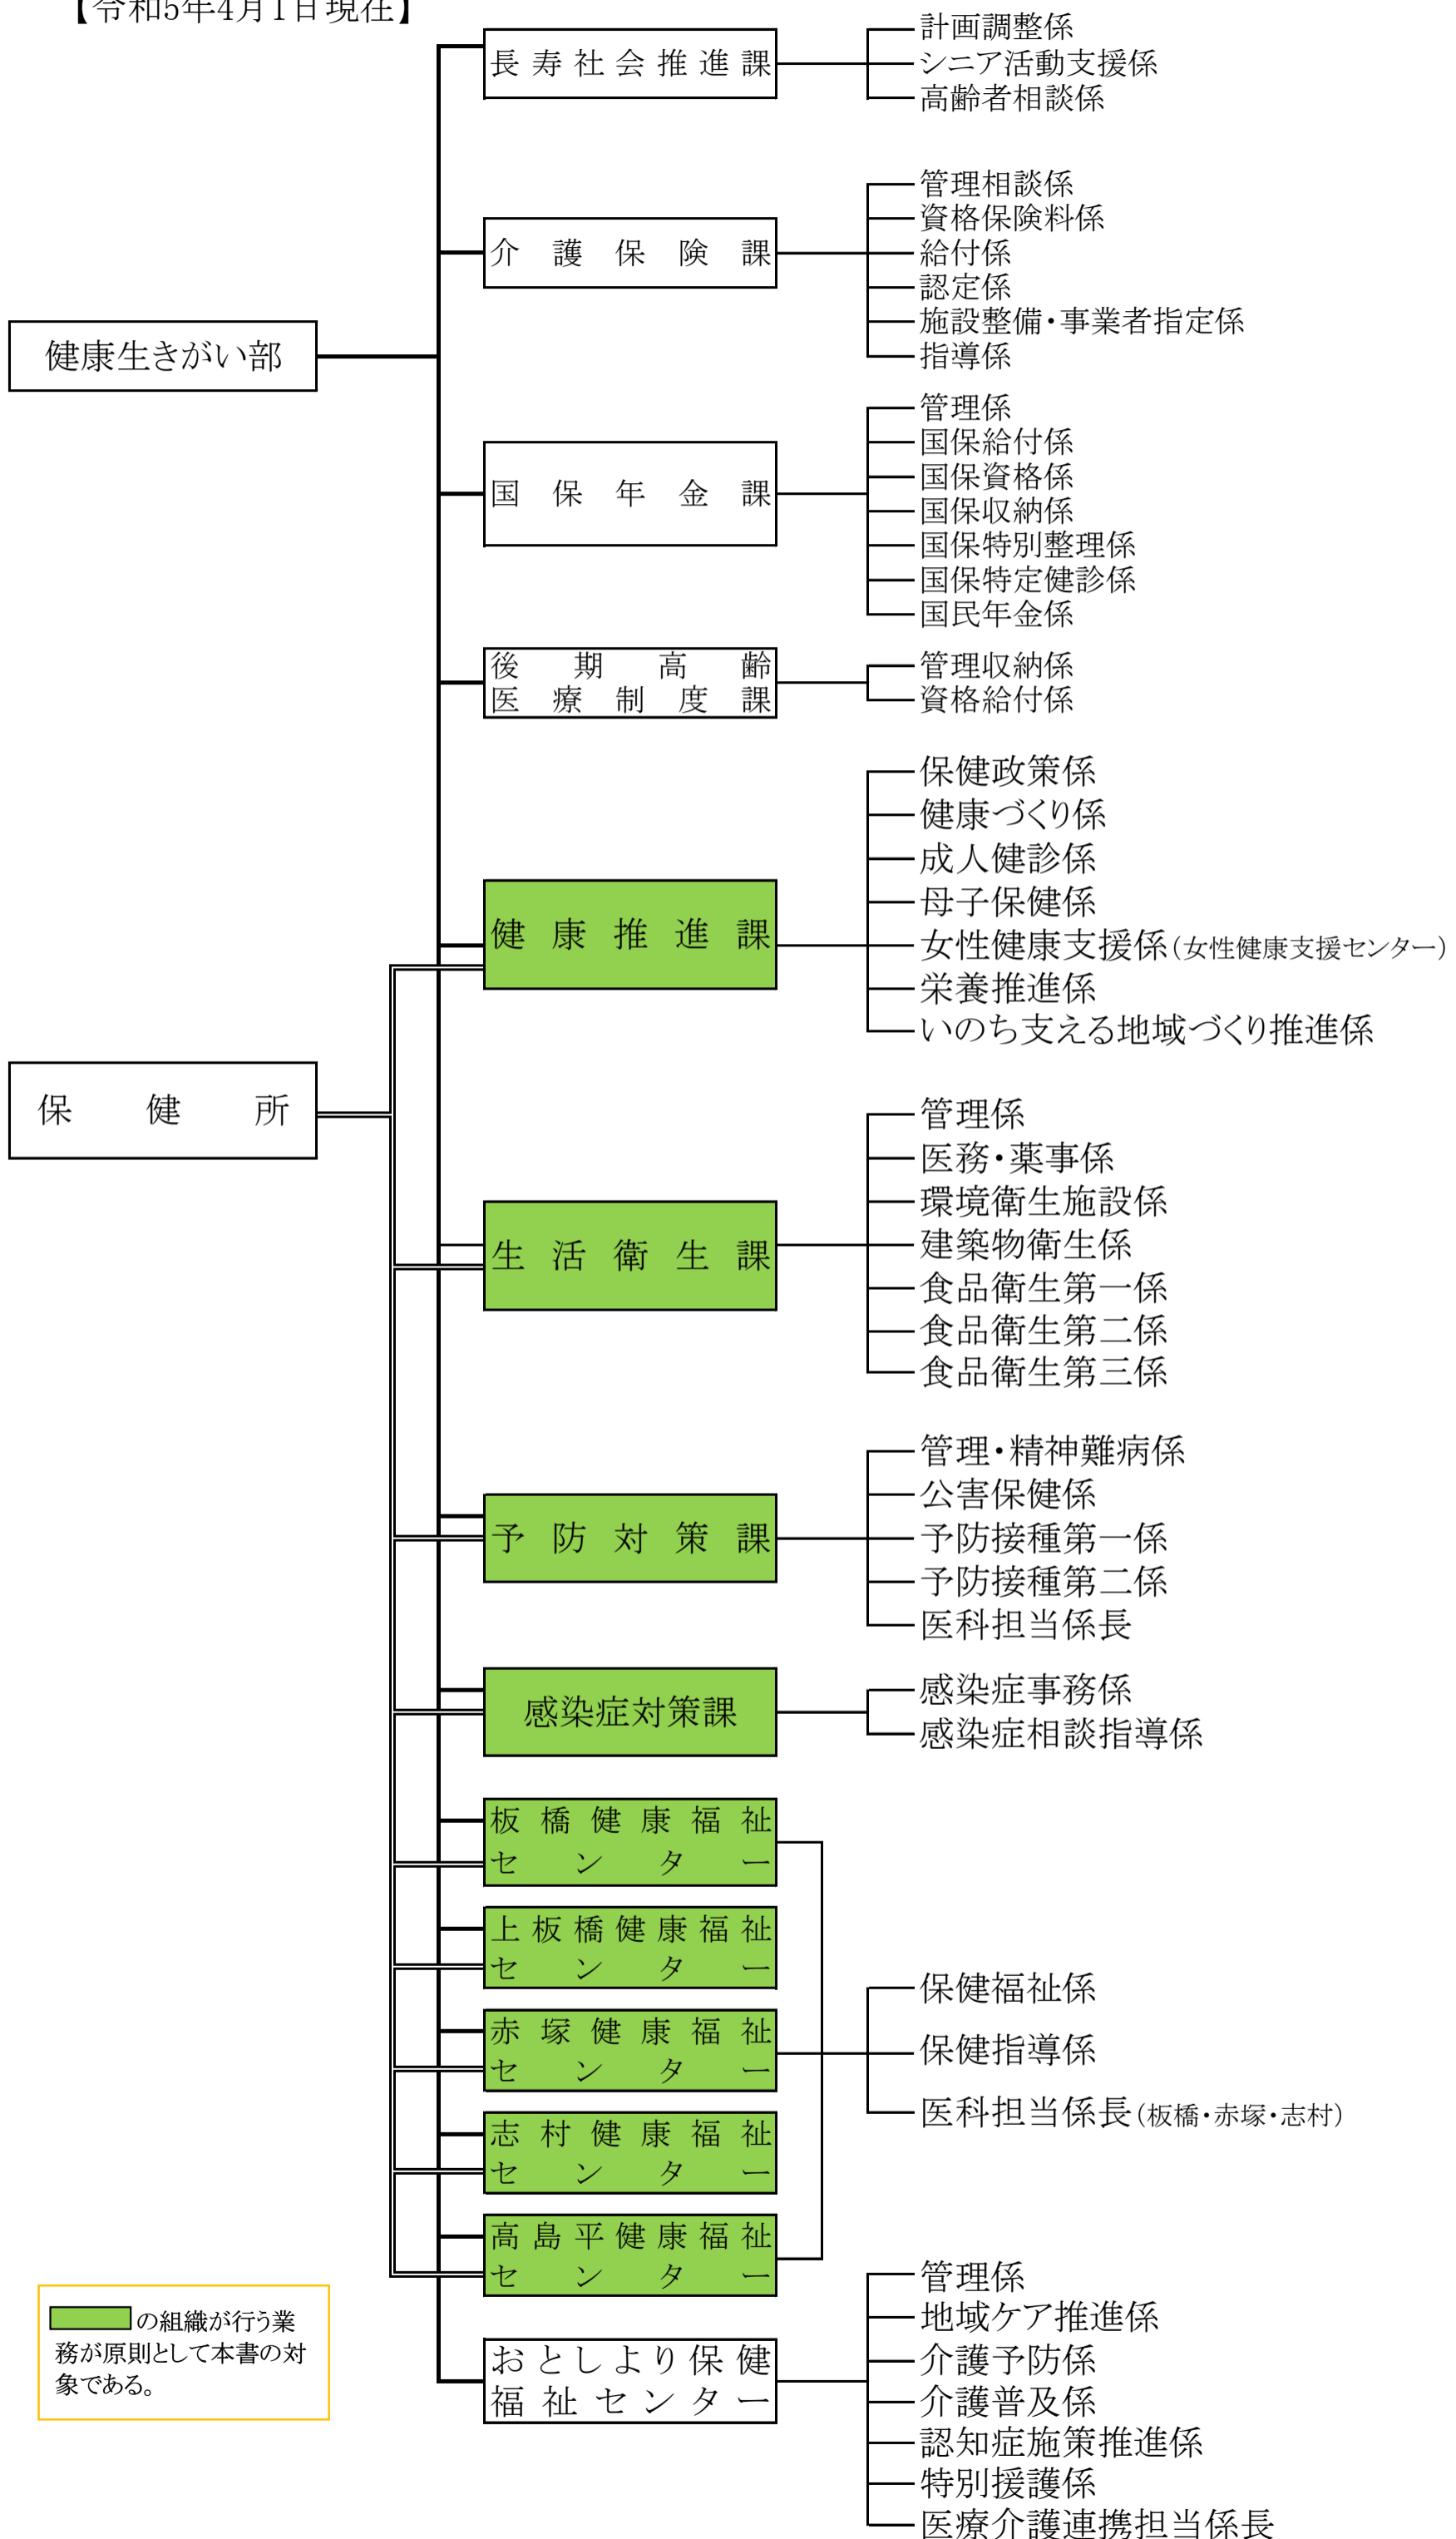 【令和5年4月1日現在】
長寿社会推進課
計画調整係
シニア活動支援係
高齢者相談係
介護保険課
管理相談係
資格保険料係
給付係
認定係
施設整備・事業者指定係
指導係
健康生きがい部
国保年金課
管理係
国保給付係
国保資格係
国保収納係
国保特別整理係
国保特定健診係
国民年金係
後期高齢
医療制度課
管理収納係
資格給付係
健康推進課
保健政策係
健康づくり係
成人健診係
母子保健係
女性健康支援係(女性健康支援センター)
栄養推進係
いのち支える地域づくり推進係
保健所
生活衛生課
管理係
医務・薬事係
環境衛生施設係
建築物衛生係
食品衛生第一係
食品衛生第二係
食品衛生第三係
予防対策課
管理・精神難病係
公害保健係
予防接種第一係
予防接種第二係
医科担当係長
感染症対策課
感染症事務係
感染症相談指導係
板橋健康福祉
センター
上板橋健康福祉
センター
赤塚健康福祉
センター
志村健康福祉
センター
高島平健康福祉
センター
保健福祉係
保健指導係
医科担当係長(板橋・赤塚・志村)
おとしより保健
福祉センター
管理係
地域ケア推進係
介護予防係
介護普及係
認知症施策推進係
特別援護係
医療介護連携担当係長
の組織が行う業
務が原則として本書の対
象である。